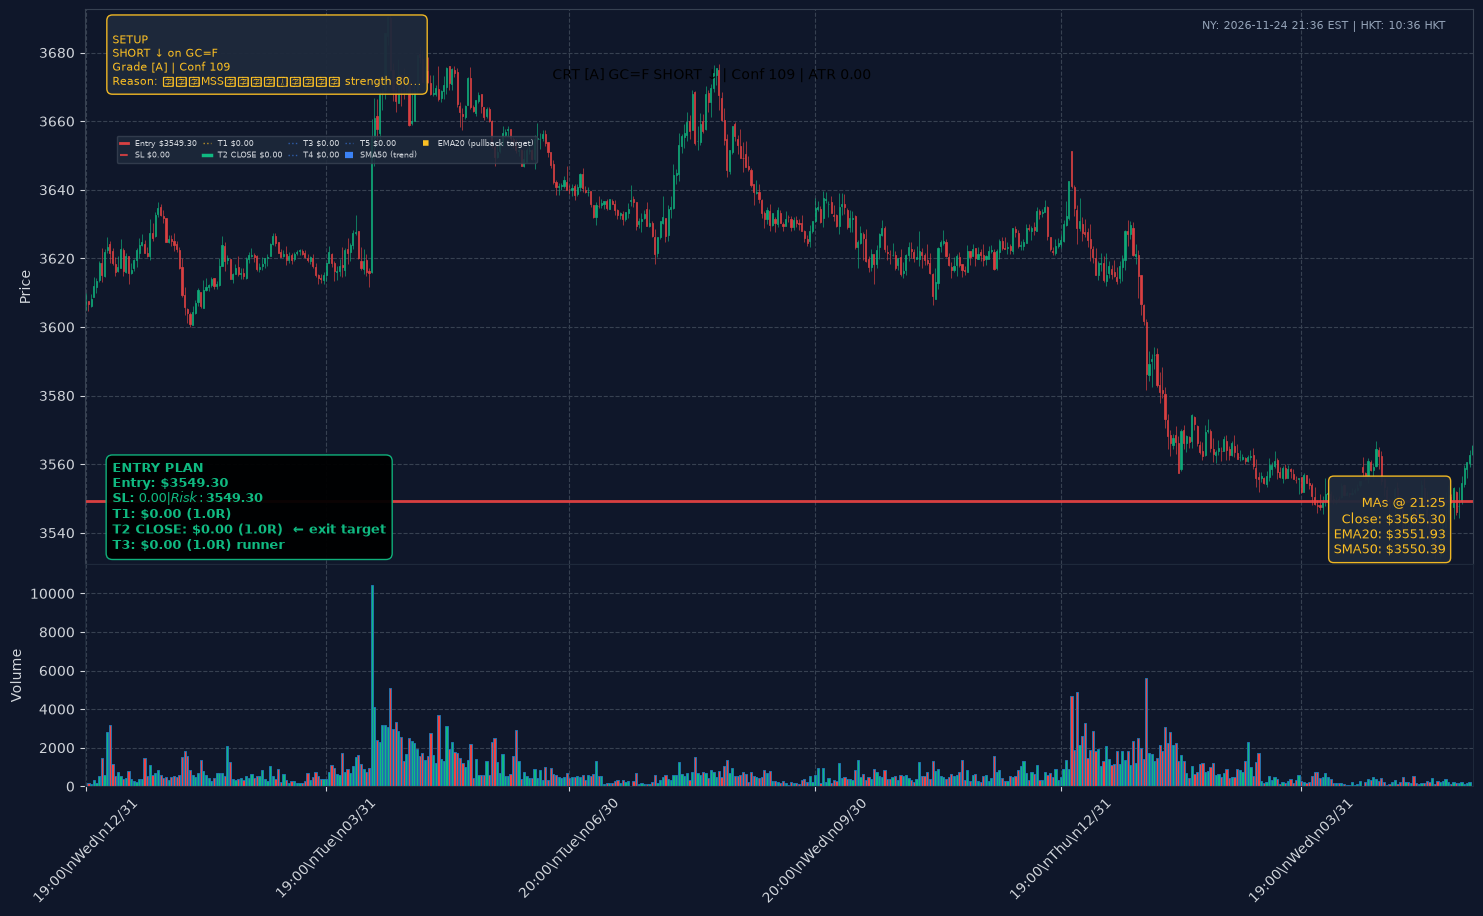 NY: 2026-11-24 21:36 EST | HKT: 10:36 HKT
SETUP
SHORT ↓ on GC=F
Grade [A] | Conf 109
Reason: MSS strength 80...
CRT [A] GC=F SHORT ↓ | Conf 109 | ATR 0.00
Entry $3549.30
SL $0.00
T1 $0.00
T2 CLOSE $0.00
T3 $0.00
T4 $0.00
T5 $0.00
SMA50 (trend)
EMA20 (pullback target)
Price
3680
3660
3640
3620
3600
3580
3560
3540
ENTRY PLAN
Entry: $3549.30
SL: 0.00|Risk:3549.30
T1: $0.00 (1.0R)
T2 CLOSE: $0.00 (1.0R) ← exit target
T3: $0.00 (1.0R) runner
MAs @ 21:25
Close: $3565.30
EMA20: $3551.93
SMA50: $3550.39
Volume
10000
8000
6000
4000
2000
0
19:00\nWed\n12/31
19:00\nTue\n03/31
20:00\nTue\n06/30
20:00\nWed\n09/30
19:00\nThu\n12/31
19:00\nWed\n03/31